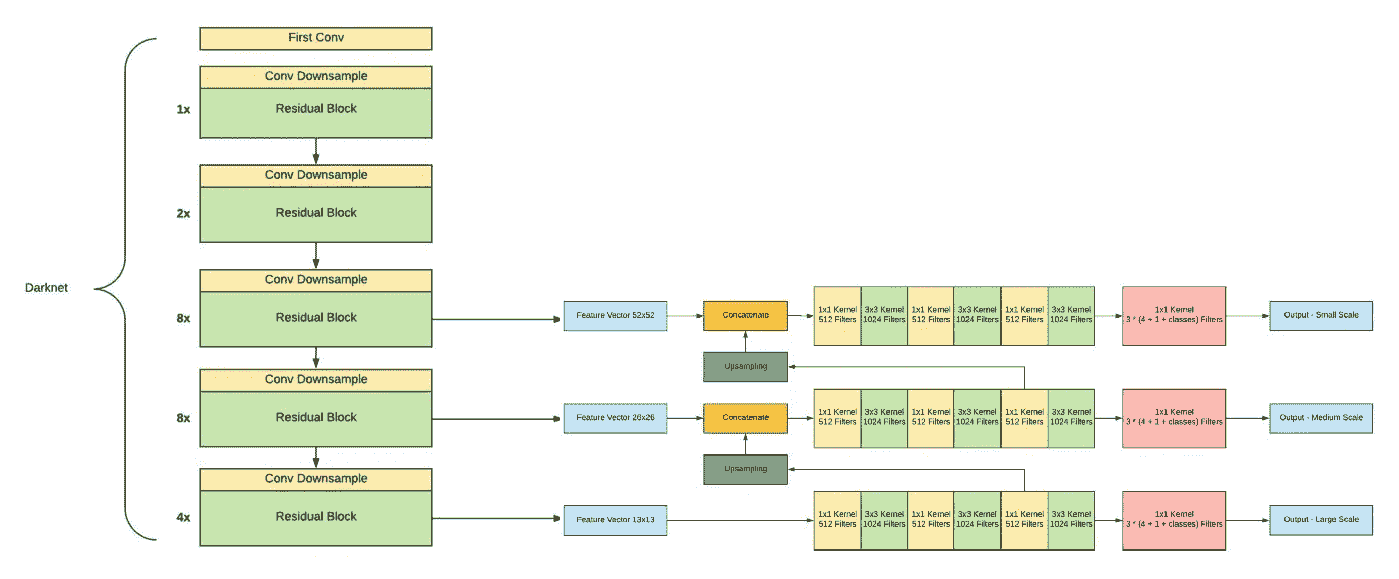 First Conv
Conv Downsample
1x
Residual Block
Conv Downsample
2x
Residual Block
Darknet
Conv Downsample
8x
Residual Block
Feature Vector 52x52
Concatenate
1x1 Kernel
512 Filters
3x3 Kernel
1024 Filters
1x1 Kernel
512 Filters
3x3 Kernel
1024 Filters
1x1 Kernel
512 Filters
3x3 Kernel
1024 Filters
1x1 Kernel
3 * (4 + 1 + classes) Filters
Output - Small Scale
Upsampling
Conv Downsample
8x
Residual Block
Feature Vector 26x26
Concatenate
1x1 Kernel
512 Filters
3x3 Kernel
1024 Filters
1x1 Kernel
512 Filters
3x3 Kernel
1024 Filters
1x1 Kernel
512 Filters
3x3 Kernel
1024 Filters
1x1 Kernel
3 * (4 + 1 + classes) Filters
Output - Medium Scale
Upsampling
Conv Downsample
4x
Residual Block
Feature Vector 13x13
1x1 Kernel
512 Filters
3x3 Kernel
1024 Filters
1x1 Kernel
512 Filters
3x3 Kernel
1024 Filters
1x1 Kernel
512 Filters
3x3 Kernel
1024 Filters
1x1 Kernel
3 * (4 + 1 + classes) Filters
Output - Large Scale